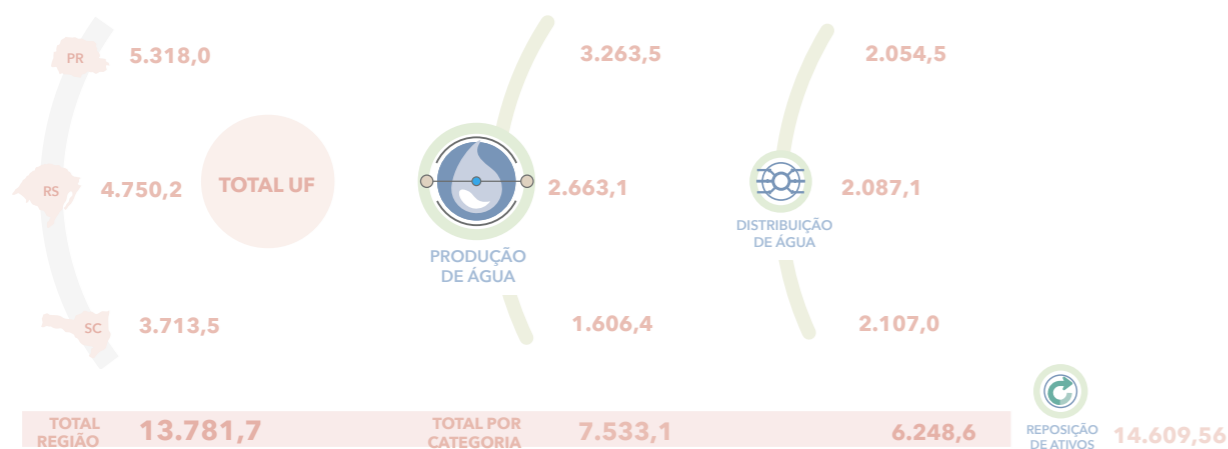 PR 5.318,0 3.263,5 2.054,5
RS 4.750,2 TOTAL UF 2.663,1 2.087,1
PRODUÇÃO
DE ÁGUA
DISTRIBUIÇÃO
DE ÁGUA
SC 3.713,5 1.606,4 2.107,0
TOTAL
REGIÃO
13.781,7
TOTAL POR
CATEGORIA
7.533,1
6.248,6
REPOSIÇÃO
DE ATIVOS
14.609,56